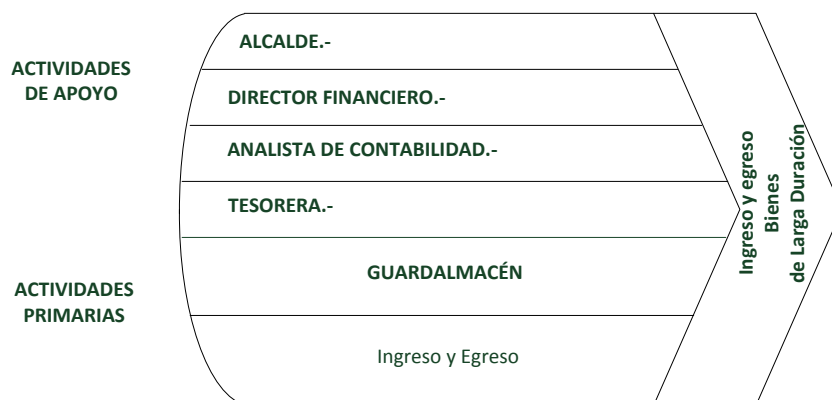 ACTIVIDADES
DE APOYO
ALCALDE.-
DIRECTOR FINANCIERO.-
ANALISTA DE CONTABILIDAD.-
TESORERA.-
ACTIVIDADES
PRIMARIAS
GUARDALMACÉN
Ingreso y Egreso
Ingreso y egreso
Bienes
de Larga Duración